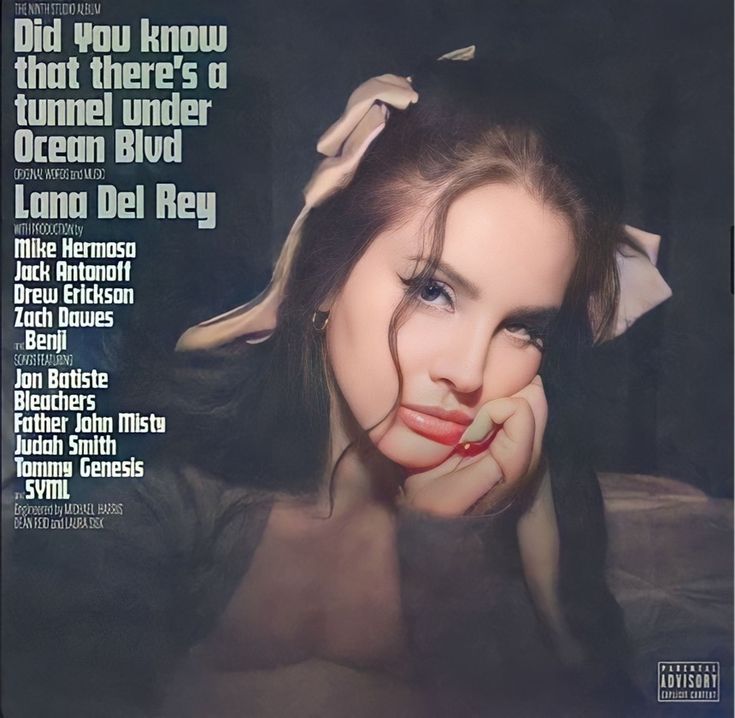 THE NINTH STUDIO ALBUM
Did you know
that there's a
tunnel under
Ocean Blvd
ORIGINAL WORDS and MUSIC
Lana Del Rey
WITH PRODUCTION by
Mike Hermosa
Jack Antonoff
Drew Erickson
Zach Dawes
and Benji
SONGS FEATURING
Jon Batiste
Bleachers
Father John Misty
Judah Smith
Tommy Genesis
and SYML
Engineered by MICHAEL HARRIS
DEAN REID and LAURA SISK
PARENTAL
ADVISORY
EXPLICIT CONTENT